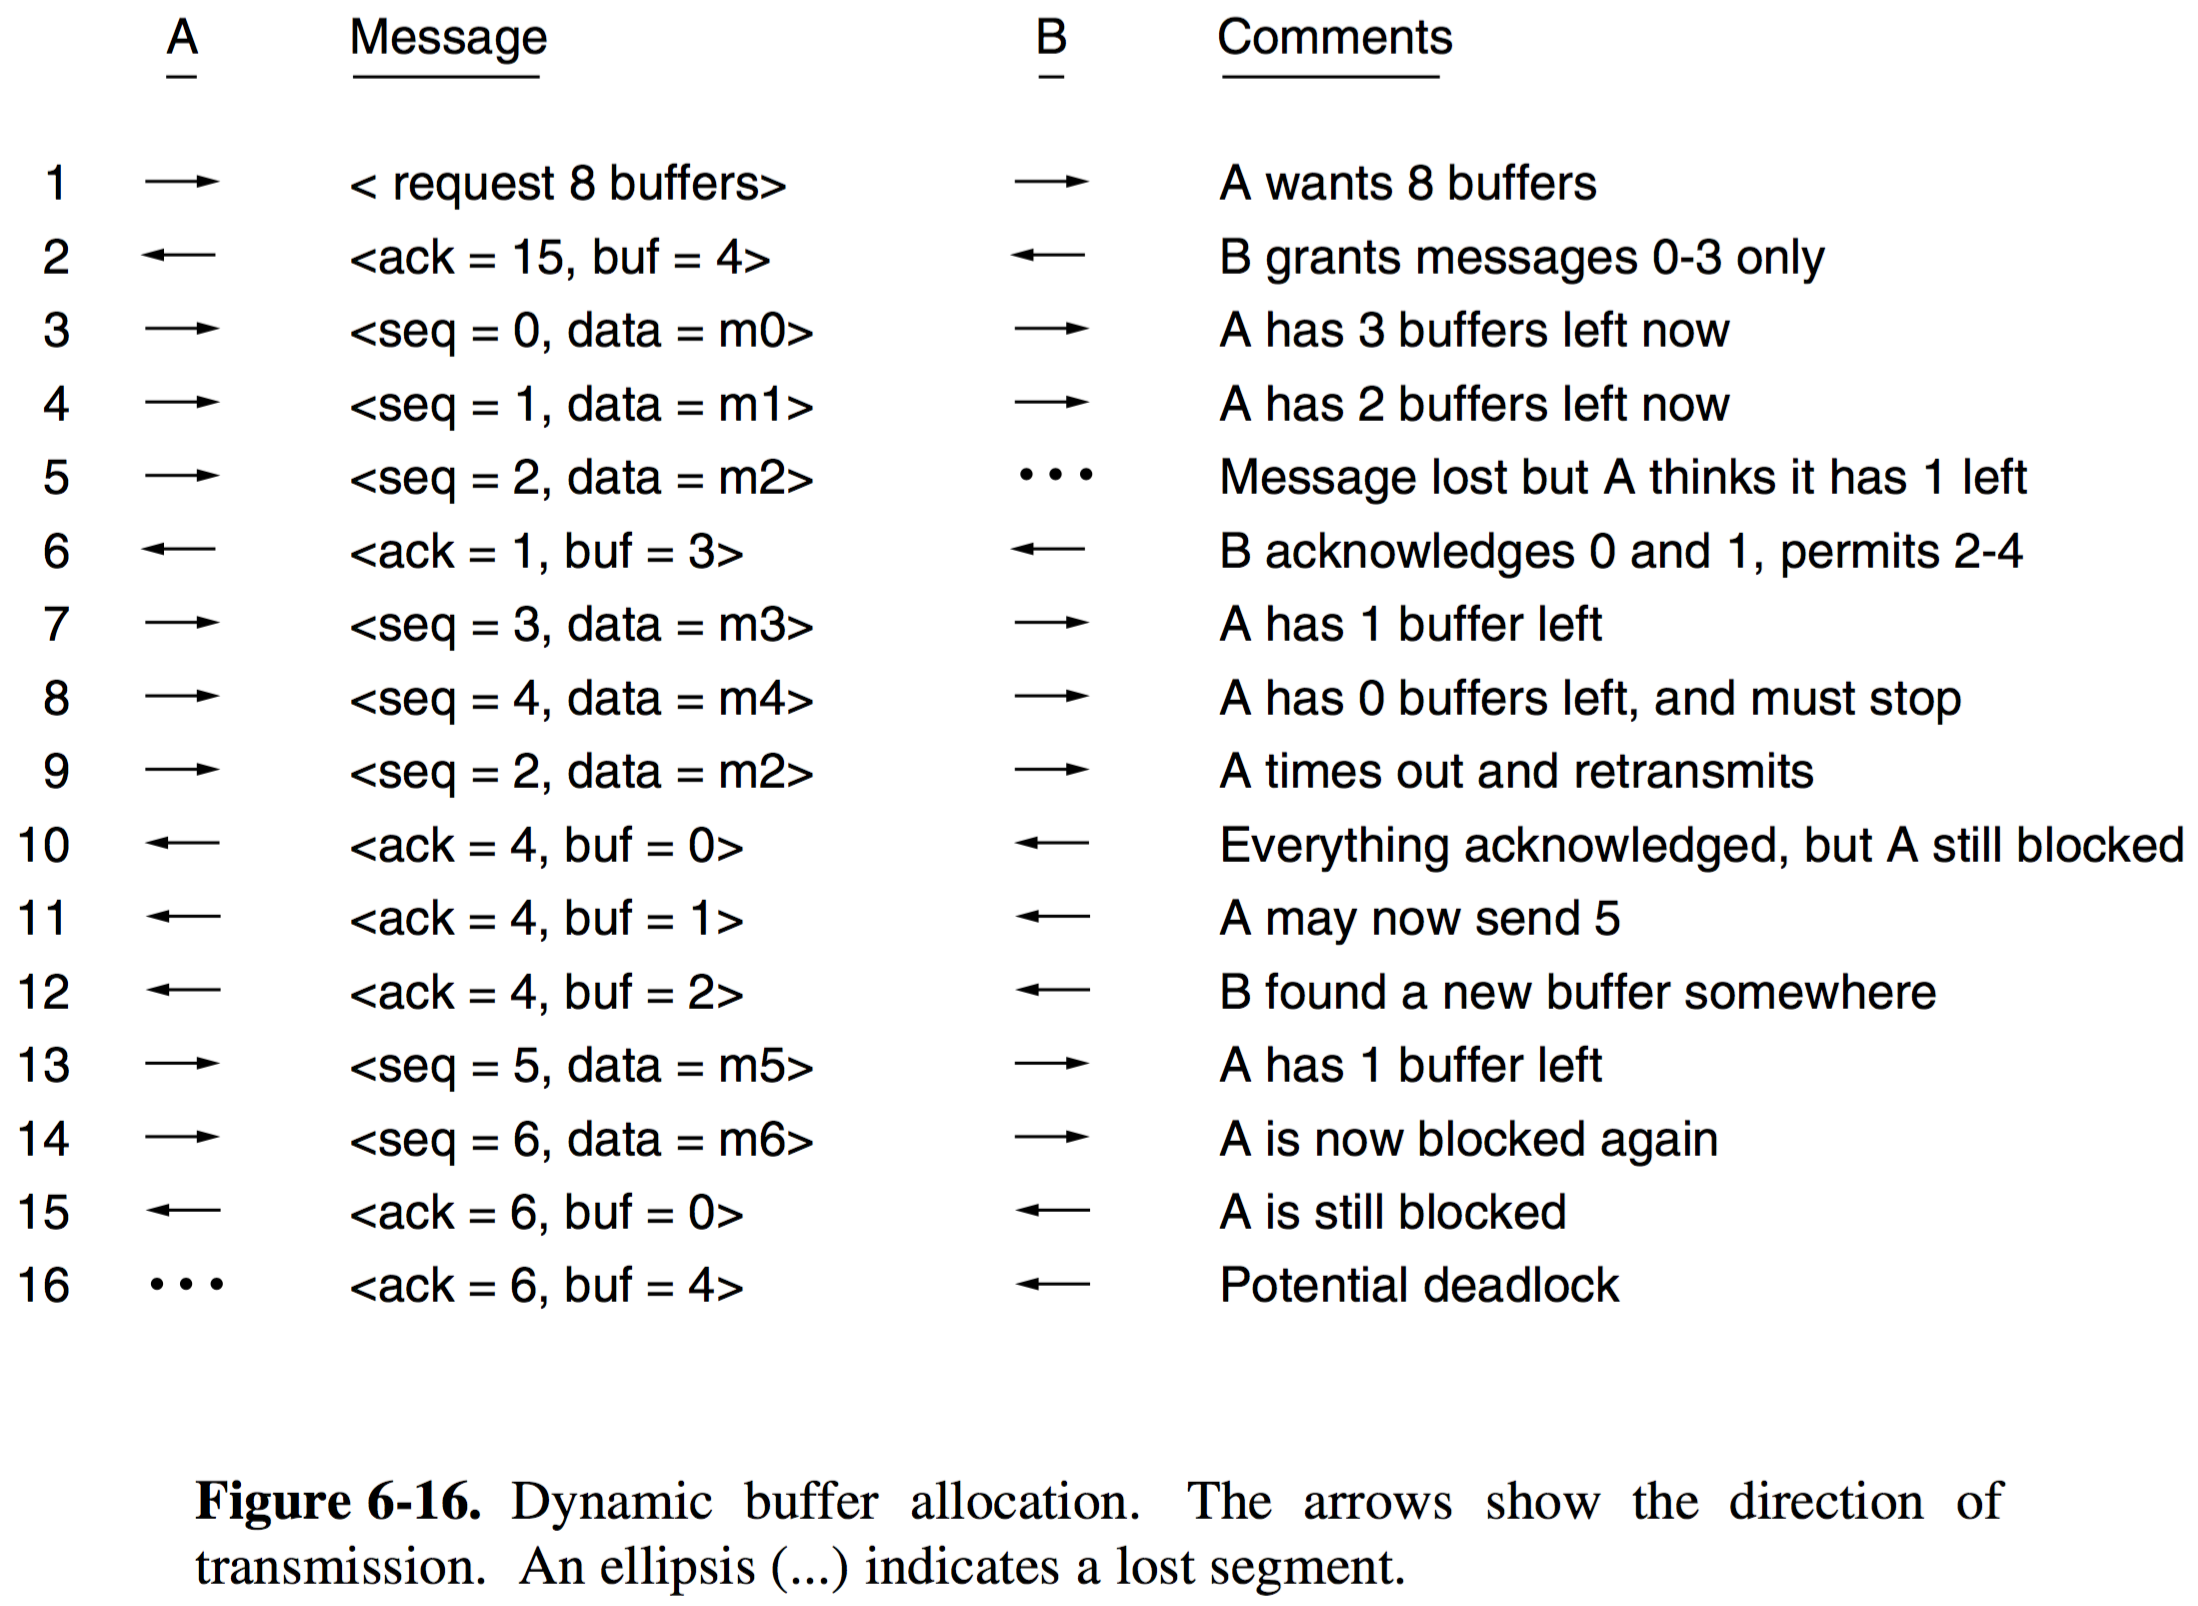 A Message B Comments
1 < request 8 buffers> A wants 8 buffers
2 <ack = 15, buf = 4> B grants messages 0-3 only
3 <seq = 0, data = m0> A has 3 buffers left now
4 <seq = 1, data = m1> A has 2 buffers left now
5 <seq = 2, data = m2> ••• Message lost but A thinks it has 1 left
6 <ack = 1, buf = 3> B acknowledges 0 and 1, permits 2-4
7 <seq = 3, data = m3> A has 1 buffer left
8 <seq = 4, data = m4> A has 0 buffers left, and must stop
9 <seq = 2, data = m2> A times out and retransmits
10 <ack = 4, buf = 0> Everything acknowledged, but A still blocked
11 <ack = 4, buf = 1> A may now send 5
12 <ack = 4, buf = 2> B found a new buffer somewhere
13 <seq = 5, data = m5> A has 1 buffer left
14 <seq = 6, data = m6> A is now blocked again
15 <ack = 6, buf = 0> A is still blocked
16 ••• <ack = 6, buf = 4> Potential deadlock
Figure 6-16. Dynamic buffer allocation. The arrows show the direction of
transmission. An ellipsis (...) indicates a lost segment.